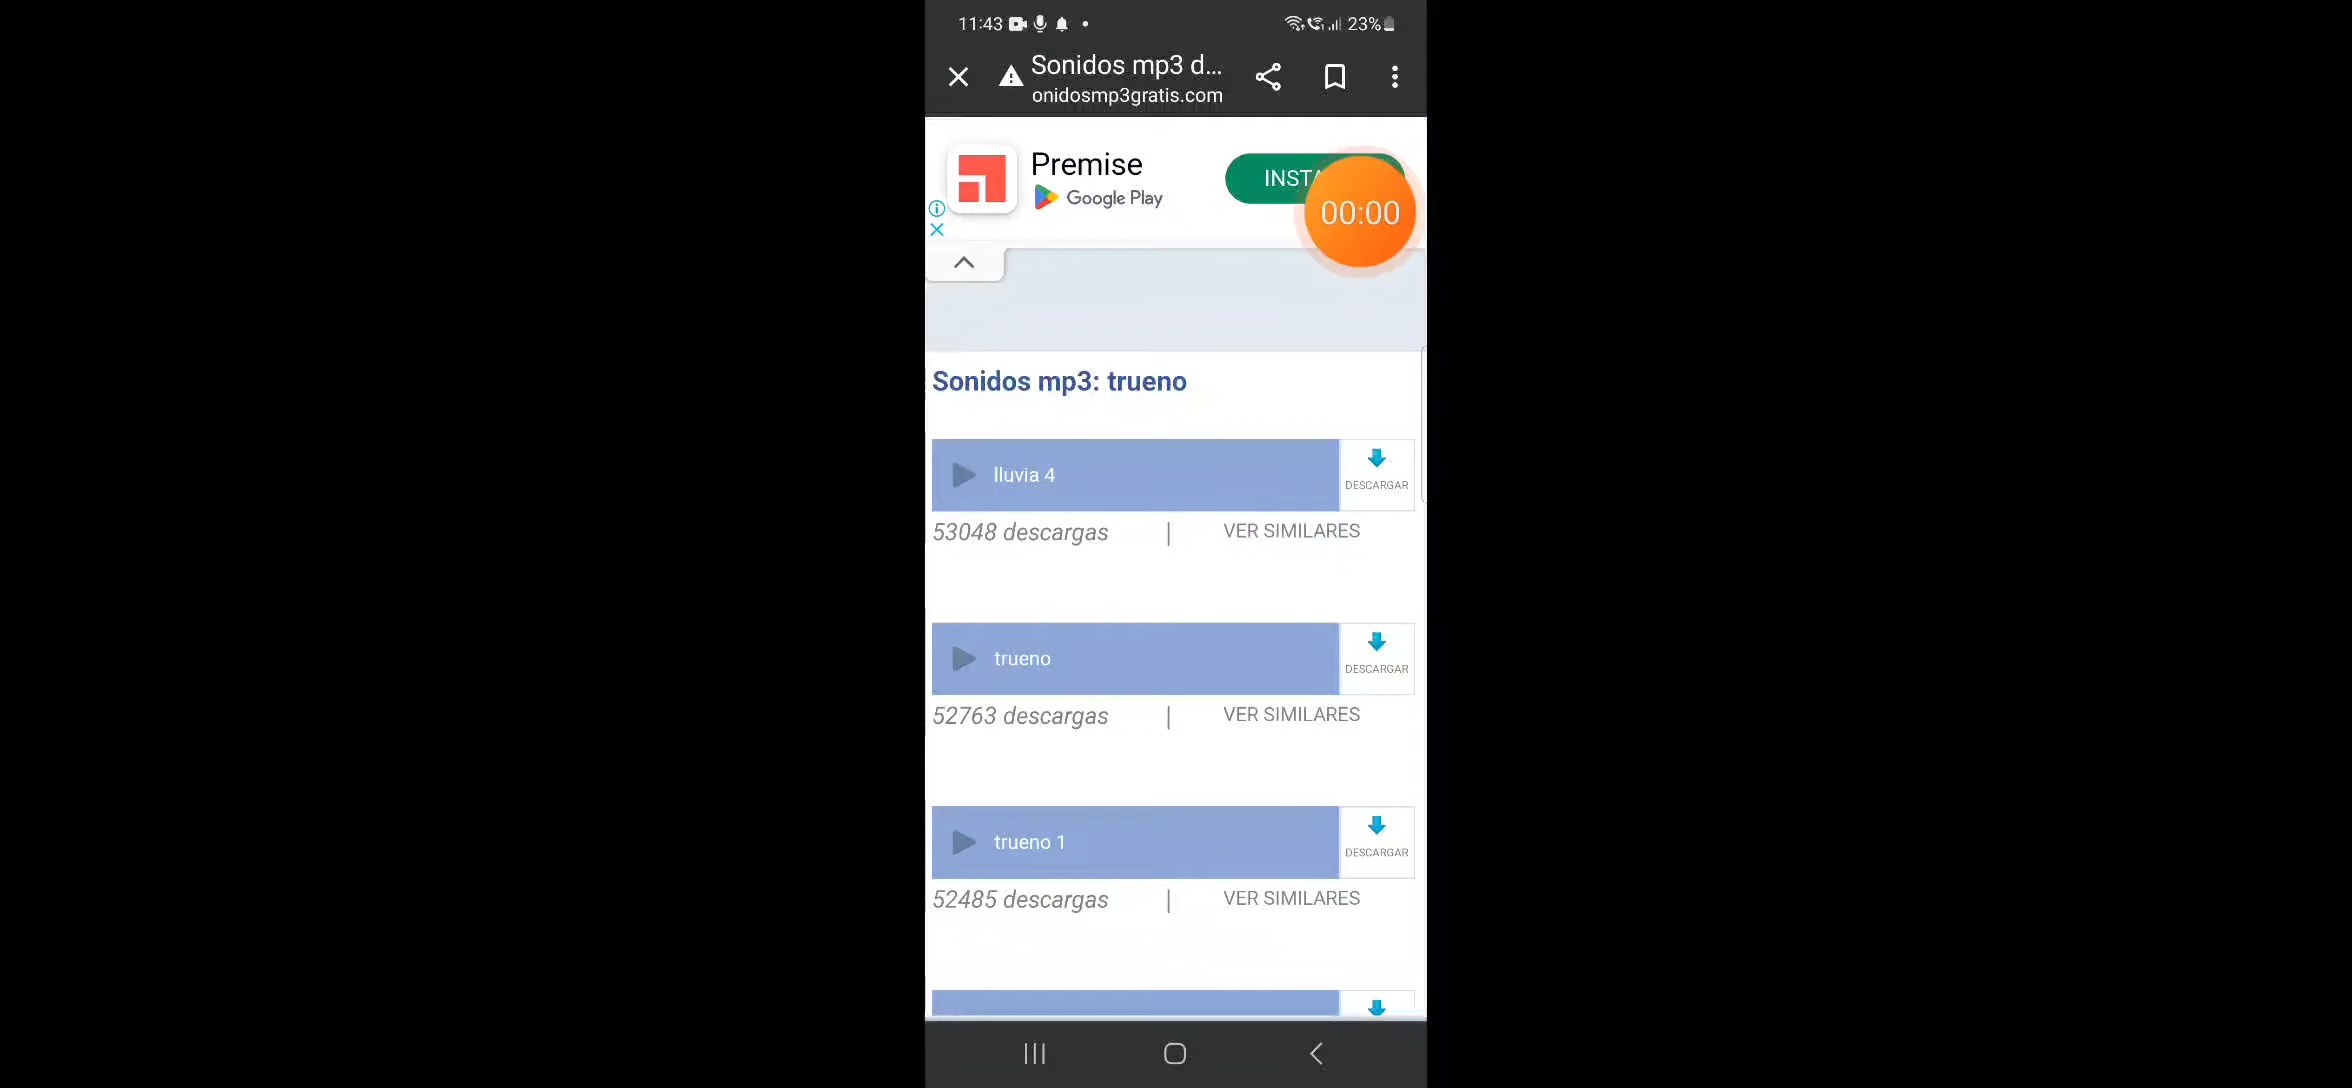 11:43
23%
Sonidos mp3 d...
onidosmp3gratis.com
Premise
Google Play
INSTA
00:00
Sonidos mp3: trueno
lluvia 4
DESCARGAR
53048 descargas | VER SIMILARES
trueno
DESCARGAR
52763 descargas | VER SIMILARES
trueno 1
DESCARGAR
52485 descargas | VER SIMILARES